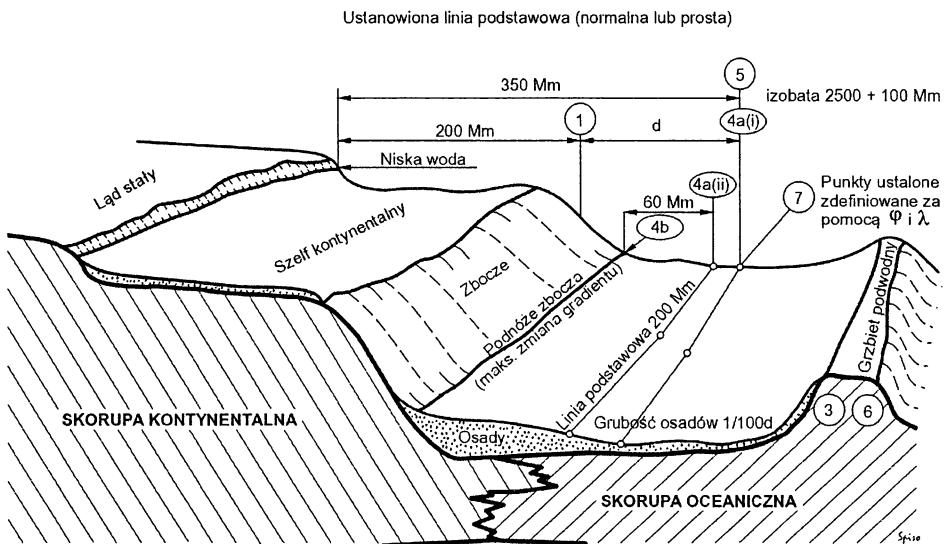 Ustanowiona linia podstawowa (normalna lub prosta)
5
350 Mm
izobata 2500 + 100 Mm
1
4a(i)
200 Mm
d
Niska woda
4a(ii)
7
Punkty ustalone
zdefiniowane za
pomocą φ i λ
60 Mm
4b
Ląd stały
Szelf kontynentalny
Zbocze
Podnóże zbocza
(maks. zmiana gradientu)
Linia podstawowa 200 Mm
Grzbiet podwodny
3
6
SKORUPA KONTYNENTALNA
Osady
Grubość osadów 1/100d
SKORUPA OCEANICZNA
Spiso